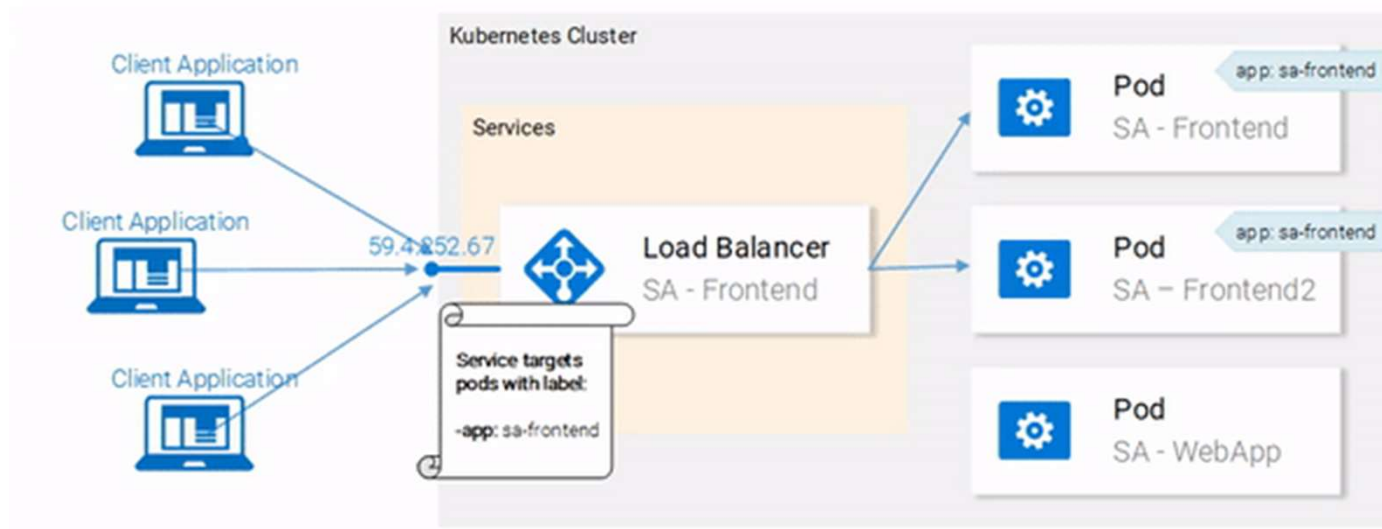 Kubernetes Cluster
Client Application
Client Application
Client Application
59.4.252.67
Services
Load Balancer
SA - Frontend
Service targets
pods with label:
-app: sa-frontend
app: sa-frontend
Pod
SA - Frontend
app: sa-frontend
Pod
SA – Frontend2
Pod
SA - WebApp